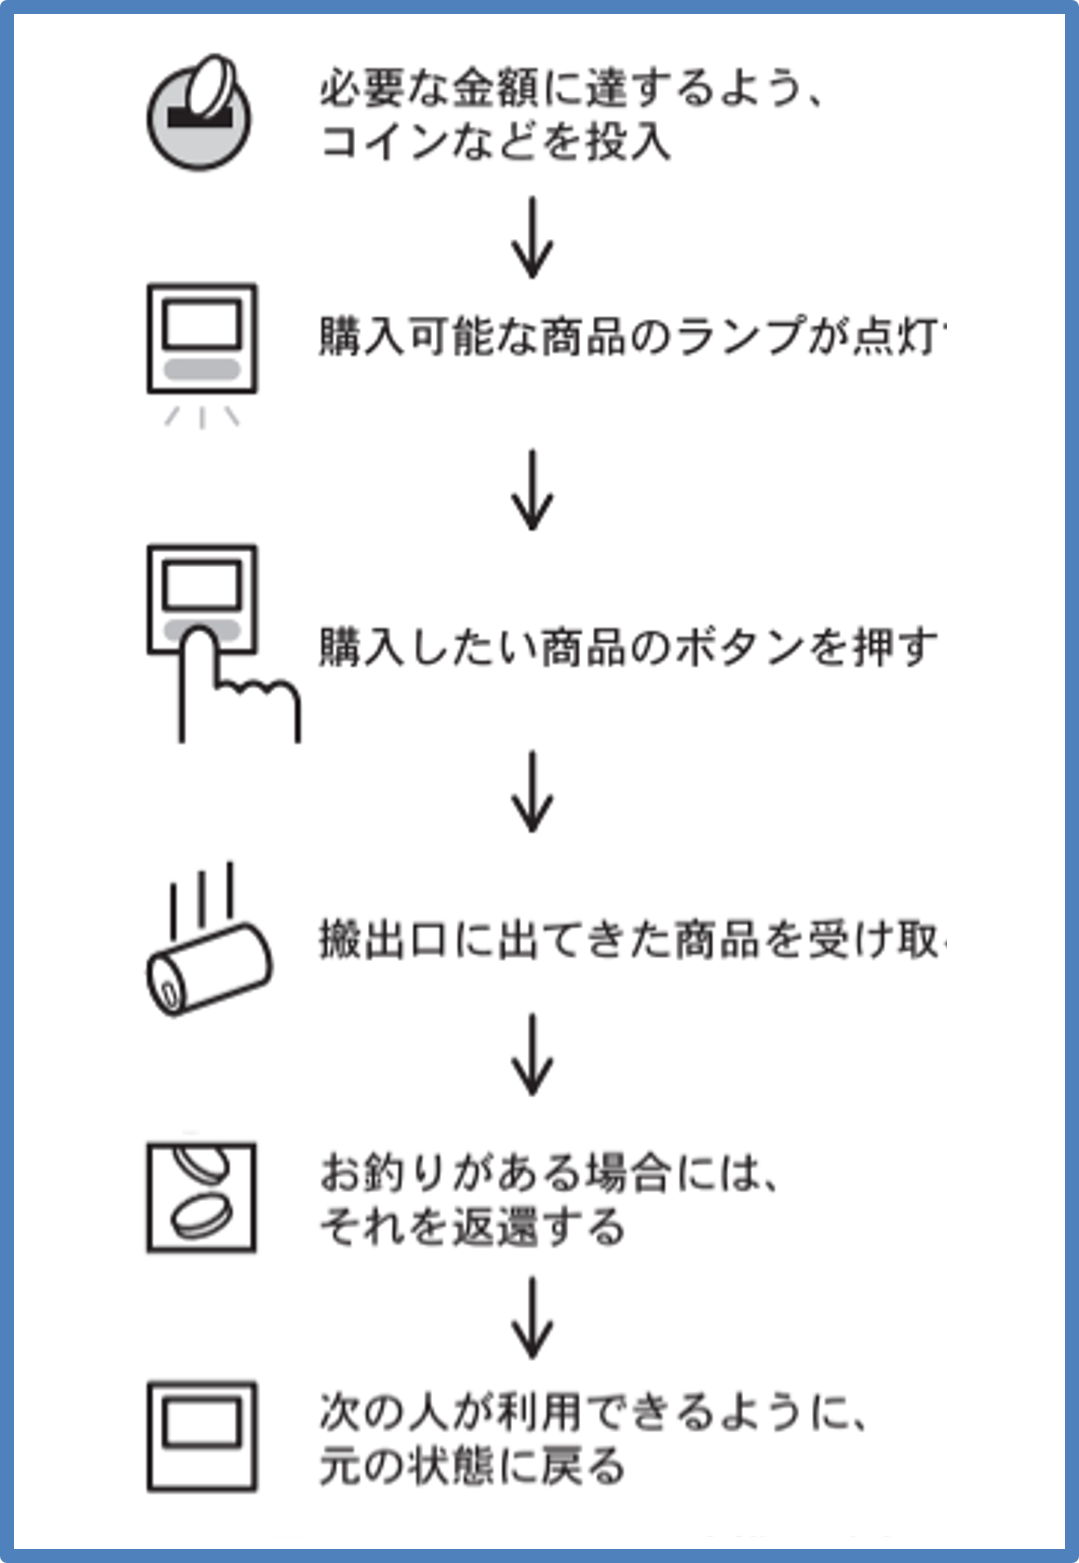 必要な金額に達するよう、
コインなどを投入
購入可能な商品のランプが点灯
購入したい商品のボタンを押す
搬出口に出てきた商品を受け取
お釣りがある場合には、
それを返還する
次の人が利用できるように、
元の状態に戻る